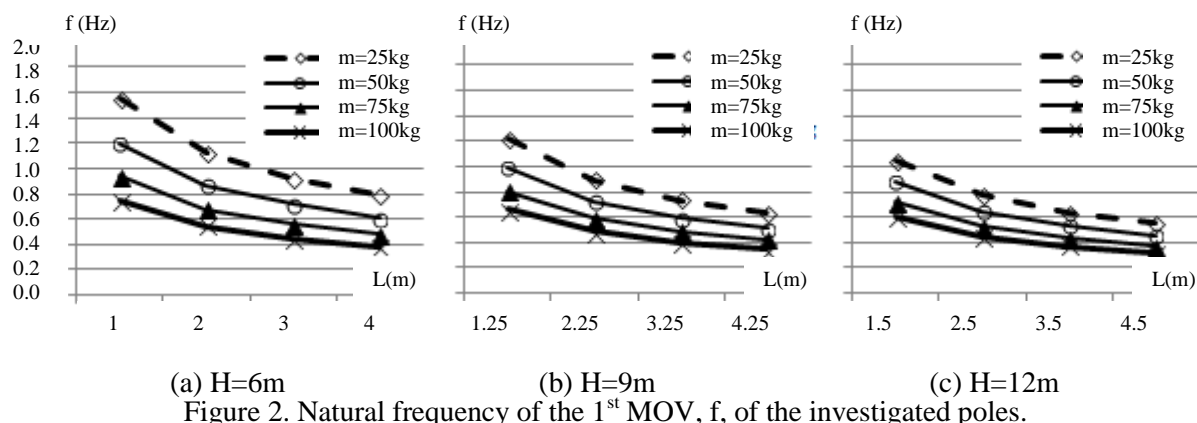 f (Hz)
2.0
1.8
1.6
1.4
1.2
1.0
0.8
0.6
0.4
0.2
0.0
m=25kg
m=50kg
m=75kg
m=100kg
L(m)
1 2 3 4
f (Hz)
m=25kg
m=50kg
m=75kg
m=100kg
L(m)
1.25 2.25 3.25 4.25
f (Hz)
m=25kg
m=50kg
m=75kg
m=100kg
L(m)
1.5 2.5 3.5 4.5
(a) H=6m (b) H=9m (c) H=12m
Figure 2. Natural frequency of the 1st MOV, f, of the investigated poles.